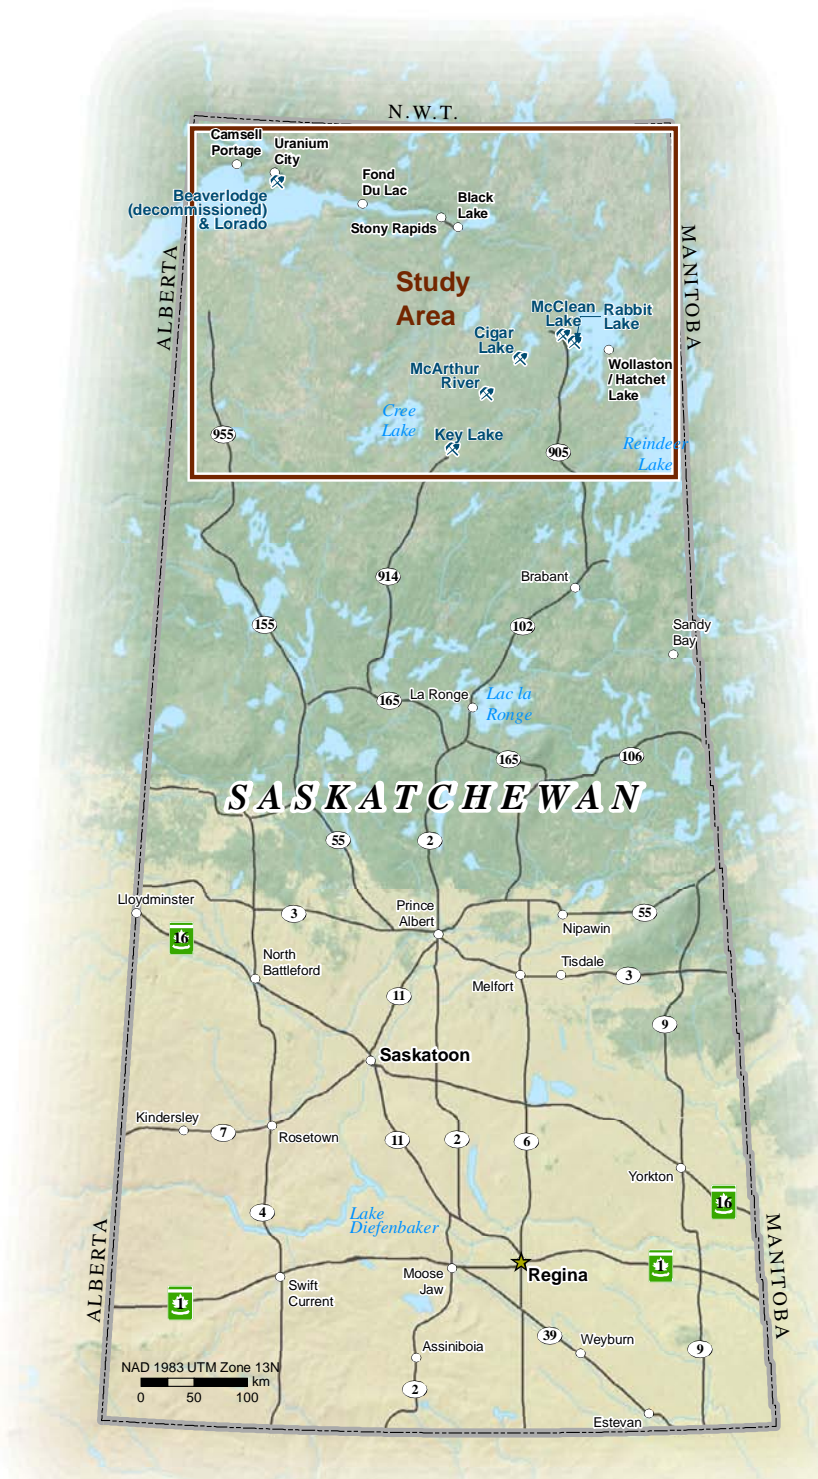 N.W.T.
Camsell
Portage
Uranium
City
Beaverlodge
(decommissioned)
& Lorado
Fond
Du Lac
Black
Lake
Stony Rapids
ALBERTA
MANITOBA
Study
Area
McClean
Lake
Rabbit
Lake
Cigar
Lake
McArthur
River
Wollaston
/ Hatchet
Lake
Cree
Lake
Key Lake
955
905
Reindeer
Lake
914
Brabant
155
102
Sandy
Bay
165
La Ronge
Lac la
Ronge
165
106
SASKATCHEWAN
55
2
Lloydminster
3
Prince
Albert
55
Nipawin
16
North
Battleford
Tisdale
Melfort
3
11
9
Saskatoon
Kindersley
7
Rosetown
11
2
6
Yorkton
16
4
Lake
Diefenbaker
ALBERTA
MANITOBA
1
Swift
Current
Moose
Jaw
Regina
1
39
Weyburn
9
Assiniboia
2
Estevan
NAD 1983 UTM Zone 13N
km
0 50 100